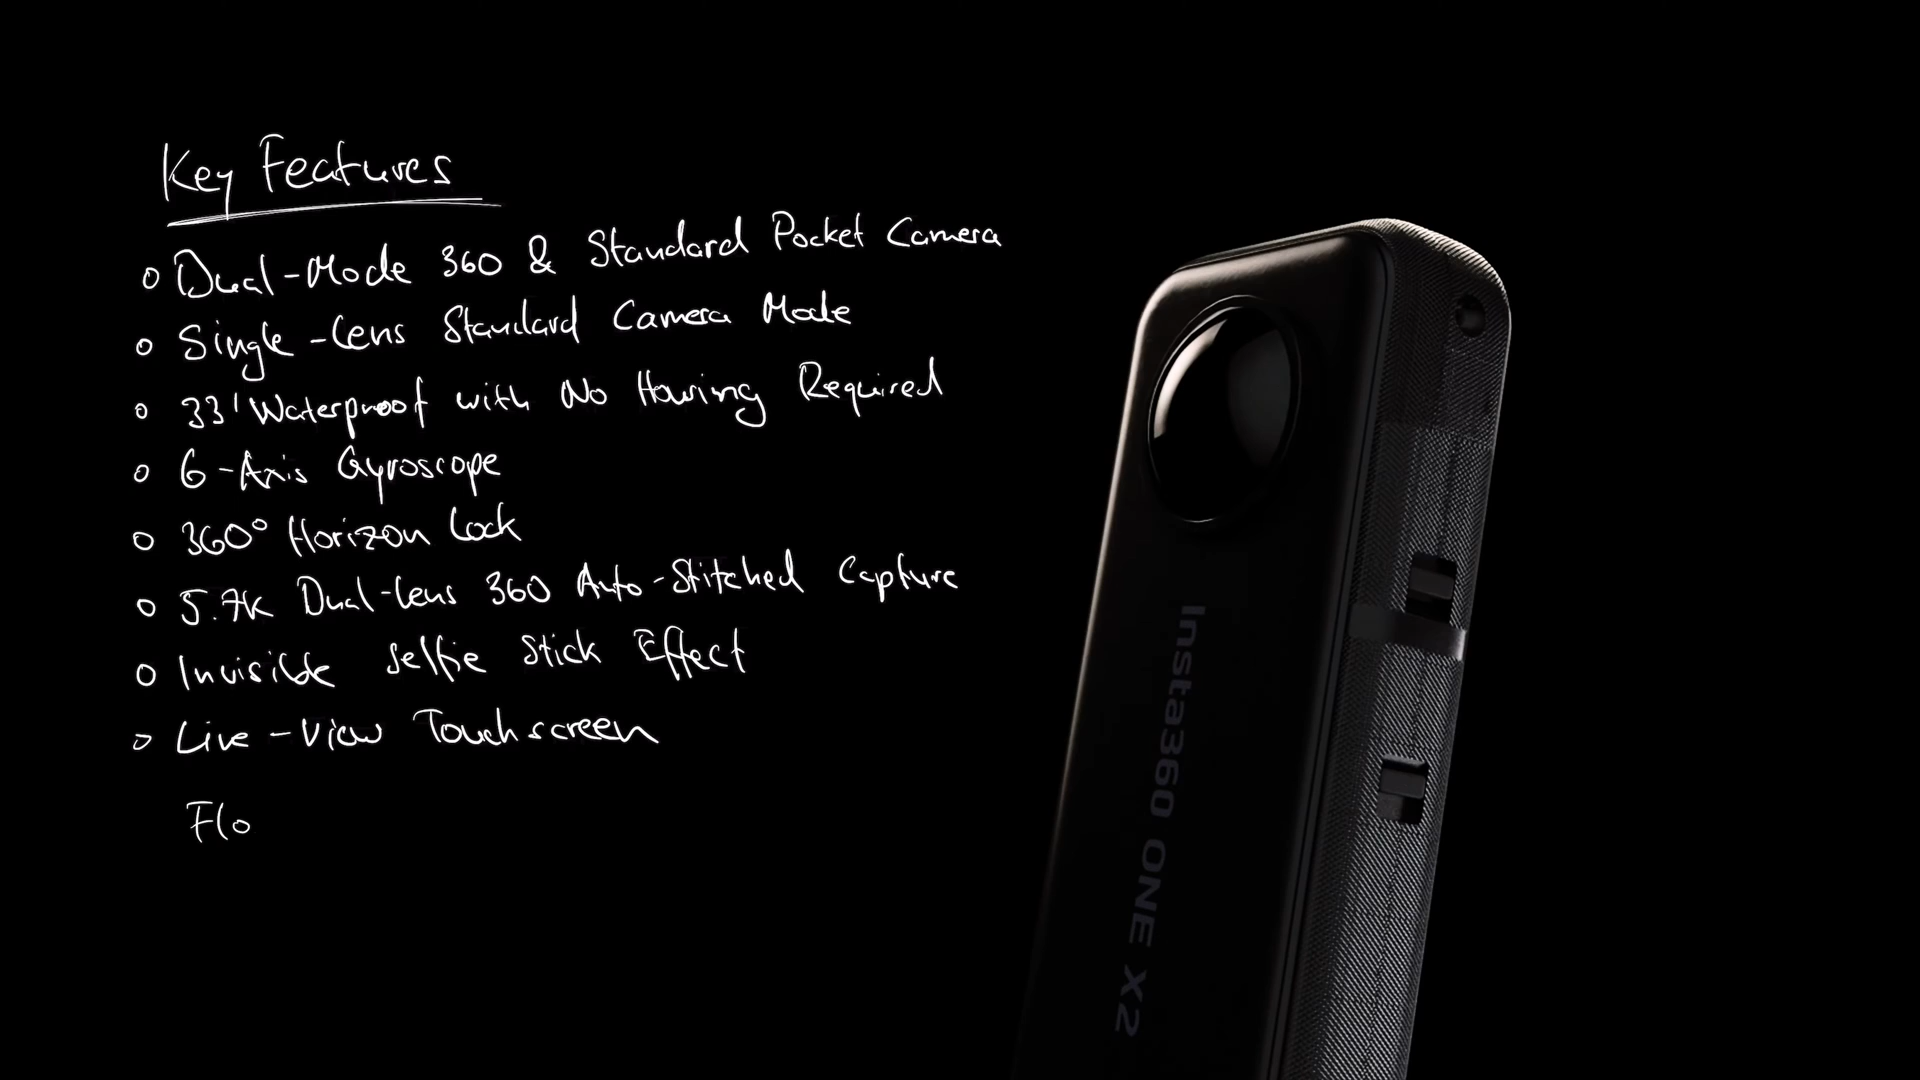 Key Features
Dual-Mode 360 & Standard Pocket Camera
Single-Lens Standard Camera Mode
33' Waterproof with No Housing Required
6-Axis Gyroscope
360° Horizon Lock
5.7K Dual-Lens 360 Auto-Stitched Capture
Invisible Selfie Stick Effect
Live-View Touchscreen
Flo
Insta360 ONE X2